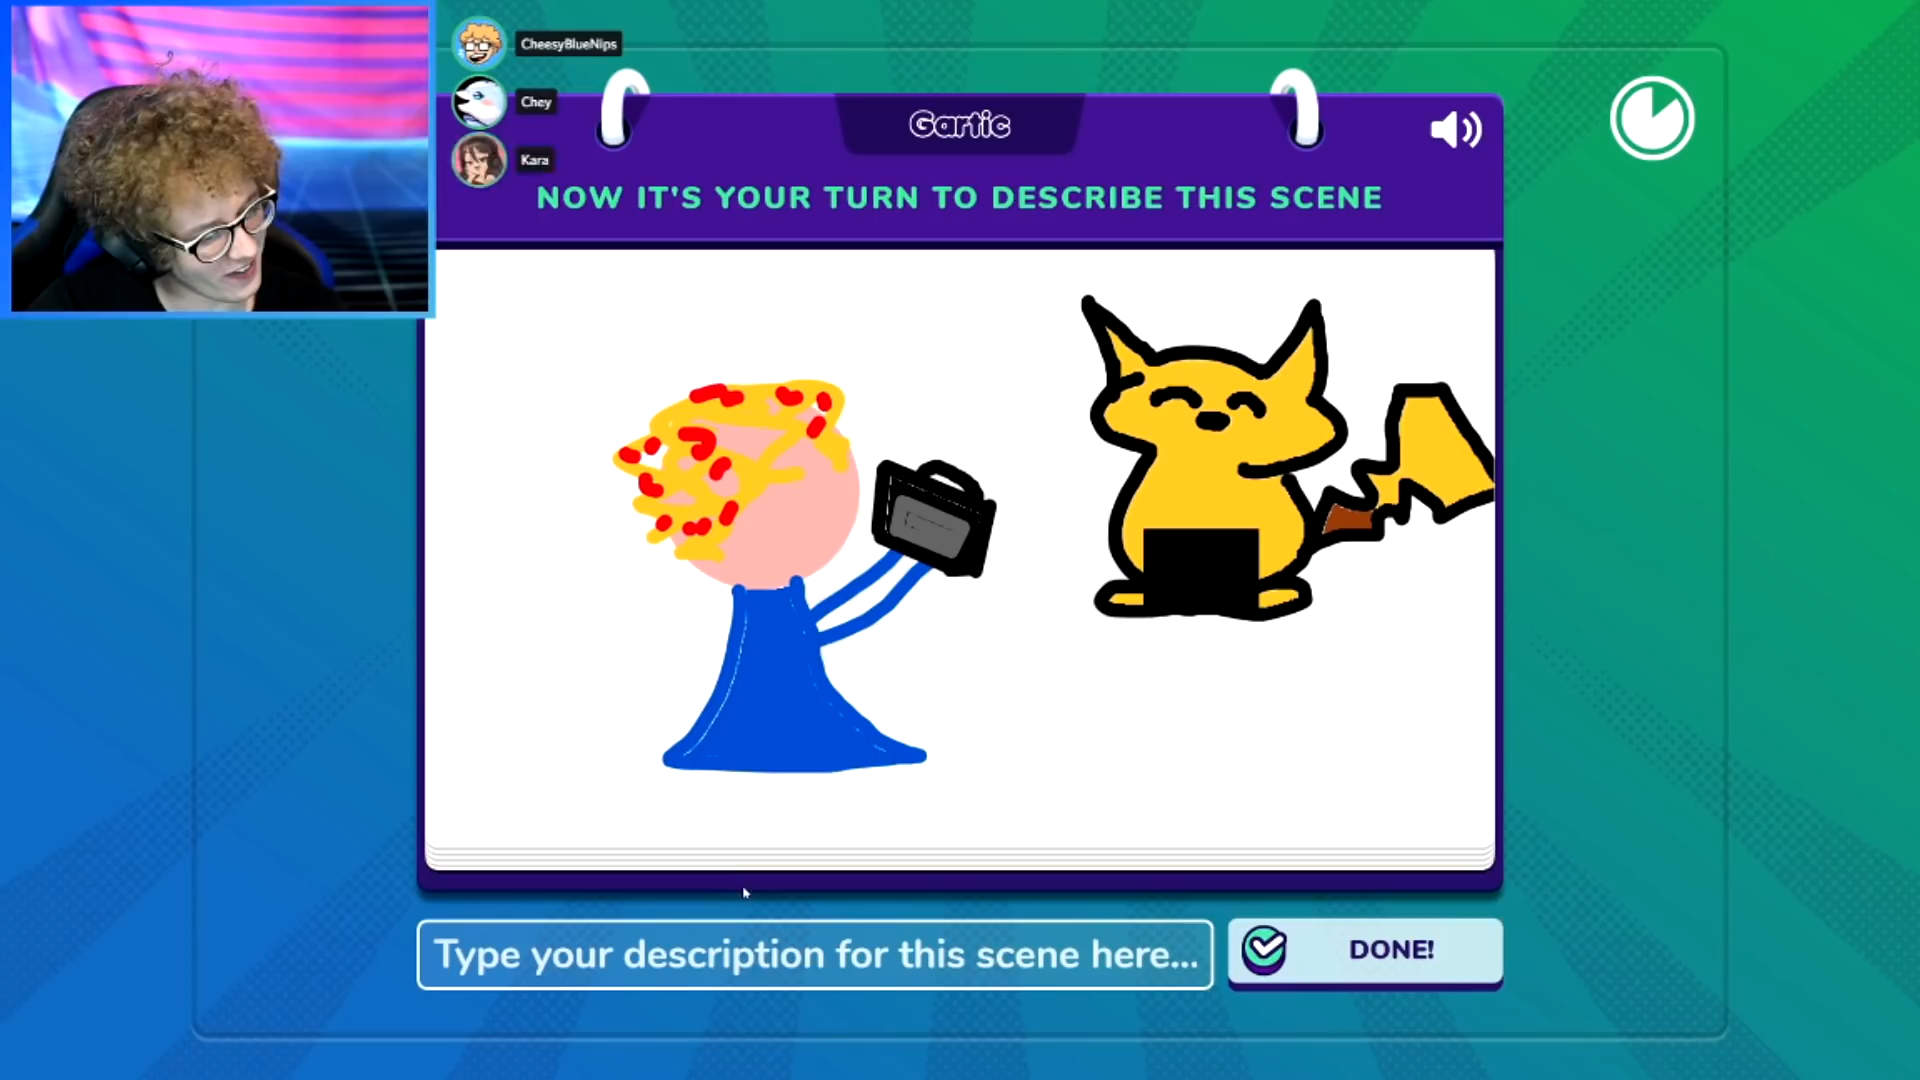 CheesyBlueNips
Chey
Kara
Gartic
NOW IT'S YOUR TURN TO DESCRIBE THIS SCENE
Type your description for this scene here...
DONE!